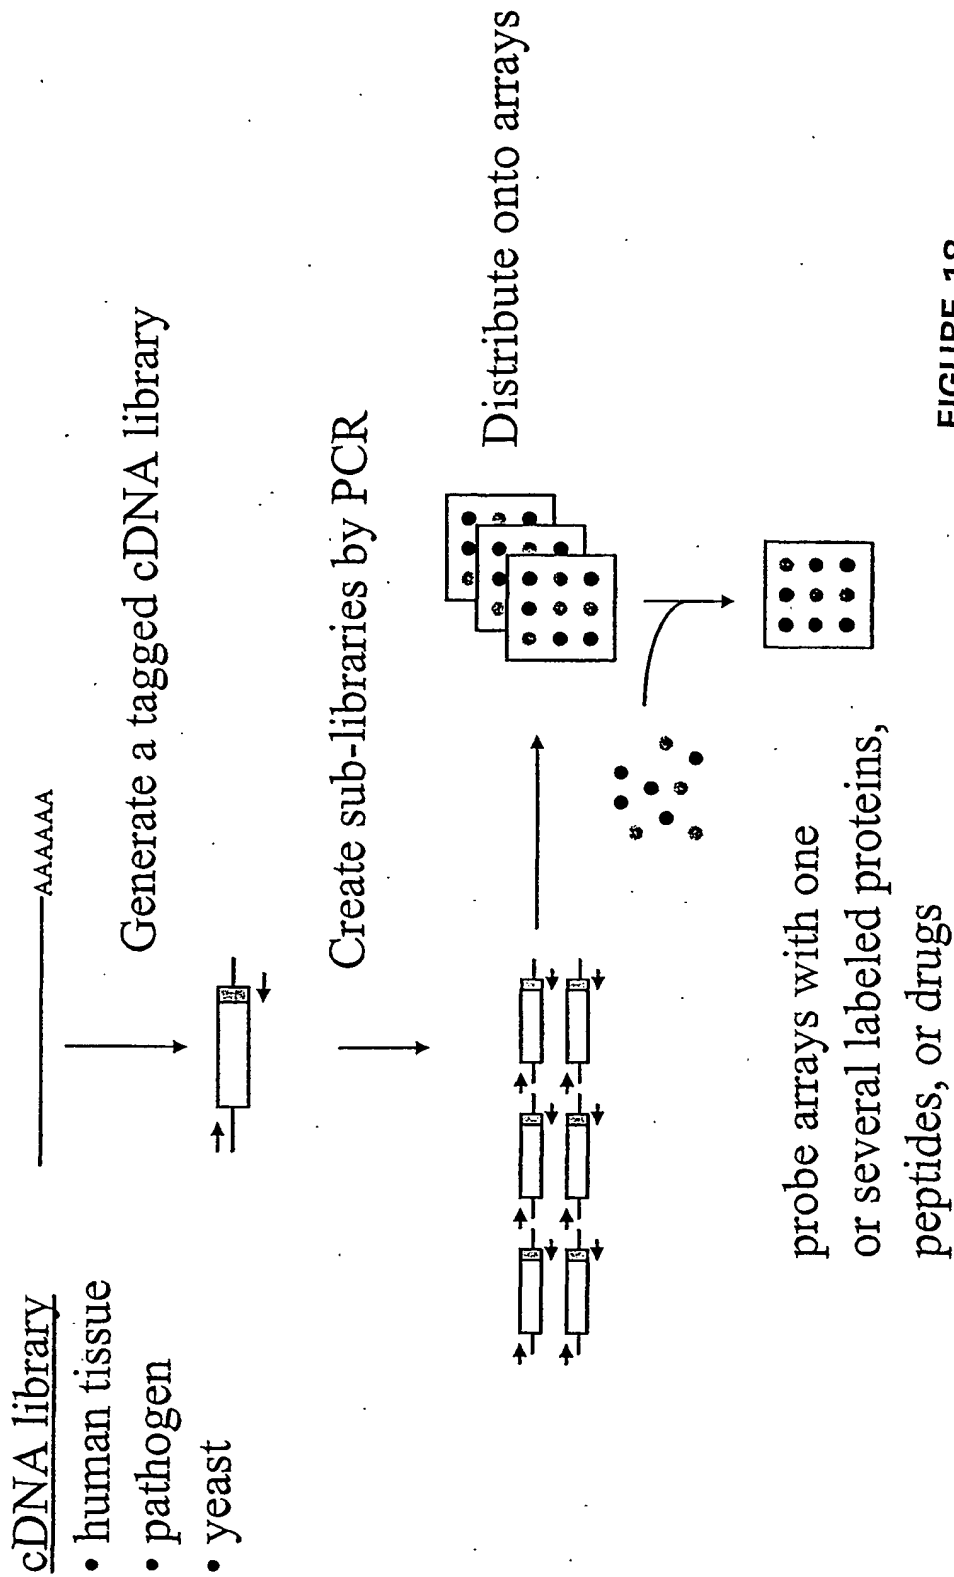 cDNA library
• human tissue
• pathogen
• yeast
AAAAAA
Generate a tagged cDNA library
Create sub-libraries by PCR
Distribute onto arrays
probe arrays with one
or several labeled proteins,
peptides, or drugs